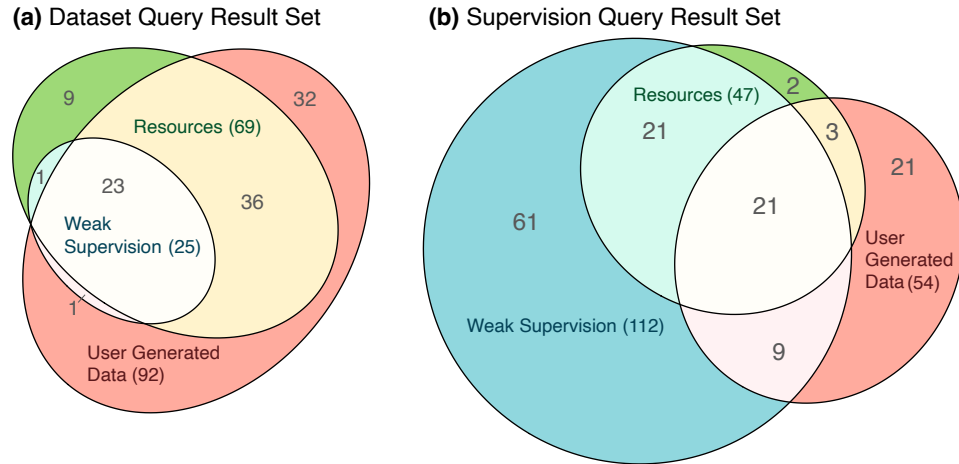 (a) Dataset Query Result Set
9
32
Resources (69)
1
23
36
Weak
Supervision (25)
1
User Generated
Data (92)
(b) Supervision Query Result Set
2
Resources (47)
21
3
21
61
21
User
Generated
Data (54)
Weak Supervision (112)
9